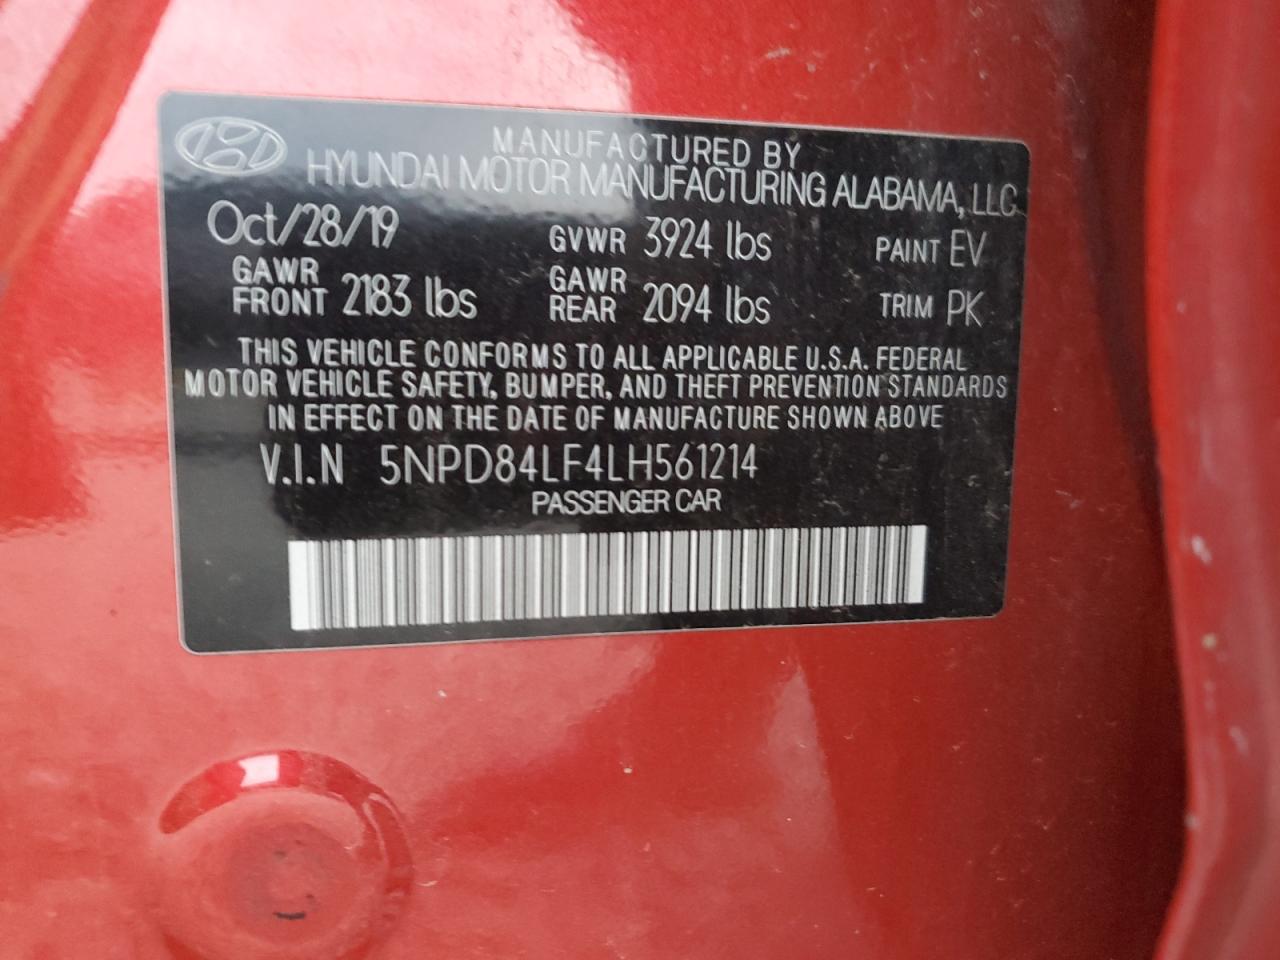 MANUFACTURED BY
HYUNDAI MOTOR MANUFACTURING ALABAMA, LLC
Oct/28/19 GVWR 3924 lbs PAINT EV
GAWR FRONT 2183 lbs GAWR REAR 2094 lbs TRIM PK
THIS VEHICLE CONFORMS TO ALL APPLICABLE U.S.A. FEDERAL
MOTOR VEHICLE SAFETY, BUMPER, AND THEFT PREVENTION STANDARDS
IN EFFECT ON THE DATE OF MANUFACTURE SHOWN ABOVE
V.I.N 5NPD84LF4LH561214
PASSENGER CAR